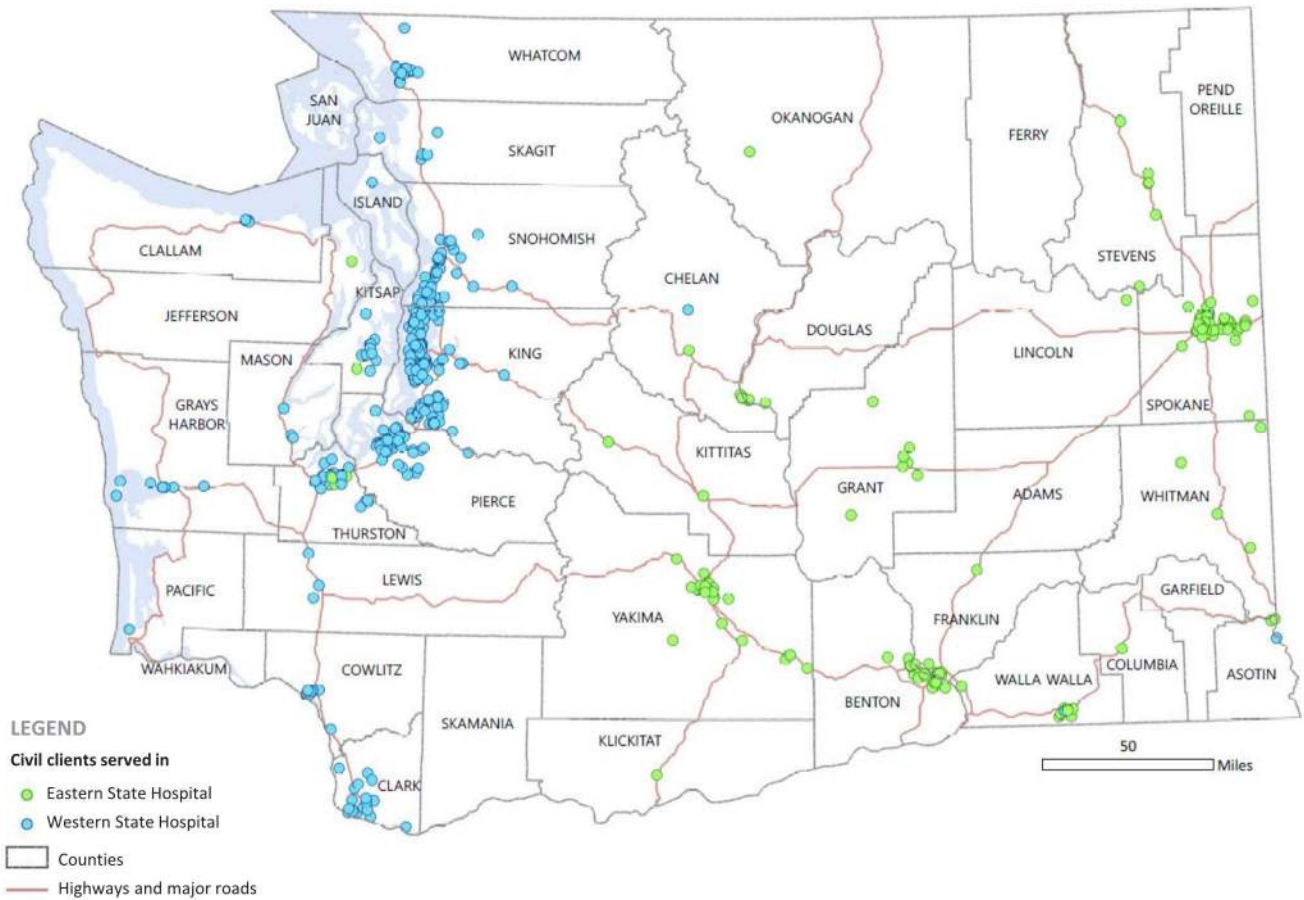 WHATCOM
SAN
JUAN
SKAGIT
OKANOGAN
FERRY
PEND
OREILLE
ISLAND
SNOHOMISH
CLALLAM
STEVENS
CHELAN
KITSAP
JEFFERSON
DOUGLAS
LINCOLN
MASON
KING
GRAYS
HARBOR
SPOKANE
KITTITAS
GRANT
ADAMS
WHITMAN
PIERCE
THURSTON
LEWIS
PACIFIC
GARFIELD
YAKIMA
FRANKLIN
WAHKIAKUM
COWLITZ
COLUMBIA
WALLA WALLA
ASOTIN
BENTON
SKAMANIA
KLICKITAT
CLARK
50
Miles
LEGEND
Civil clients served in
Eastern State Hospital
Western State Hospital
Counties
Highways and major roads